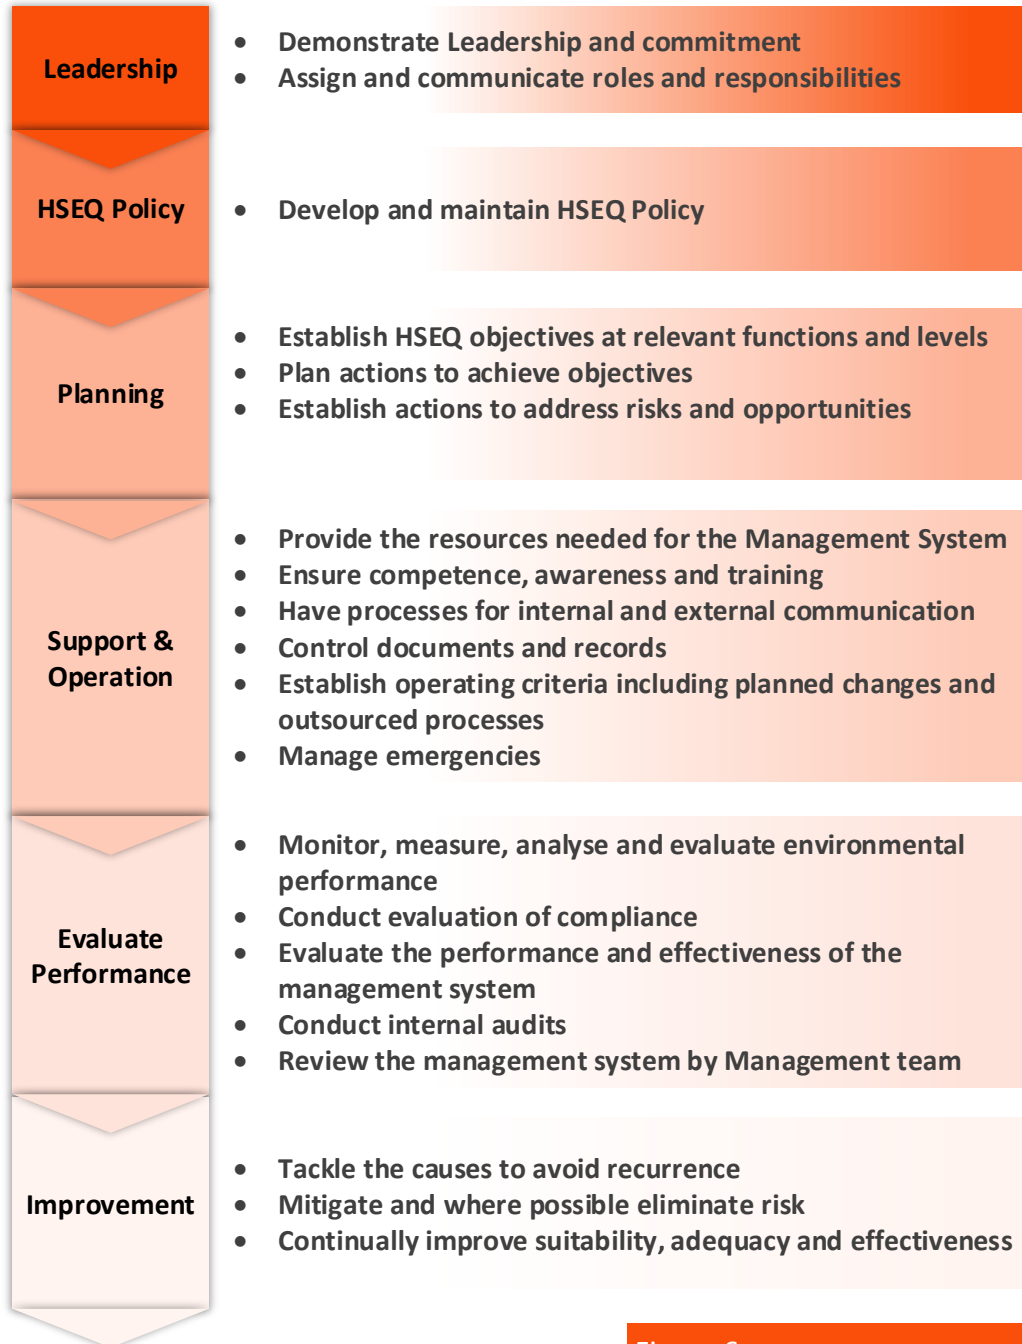 Leadership
• Demonstrate Leadership and commitment
• Assign and communicate roles and responsibilities
HSEQ Policy
• Develop and maintain HSEQ Policy
Planning
• Establish HSEQ objectives at relevant functions and levels
• Plan actions to achieve objectives
• Establish actions to address risks and opportunities
Support &
Operation
• Provide the resources needed for the Management System
• Ensure competence, awareness and training
• Have processes for internal and external communication
• Control documents and records
• Establish operating criteria including planned changes and
outsourced processes
• Manage emergencies
Evaluate
Performance
• Monitor, measure, analyse and evaluate environmental
performance
• Conduct evaluation of compliance
• Evaluate the performance and effectiveness of the
management system
• Conduct internal audits
• Review the management system by Management team
Improvement
• Tackle the causes to avoid recurrence
• Mitigate and where possible eliminate risk
• Continually improve suitability, adequacy and effectiveness